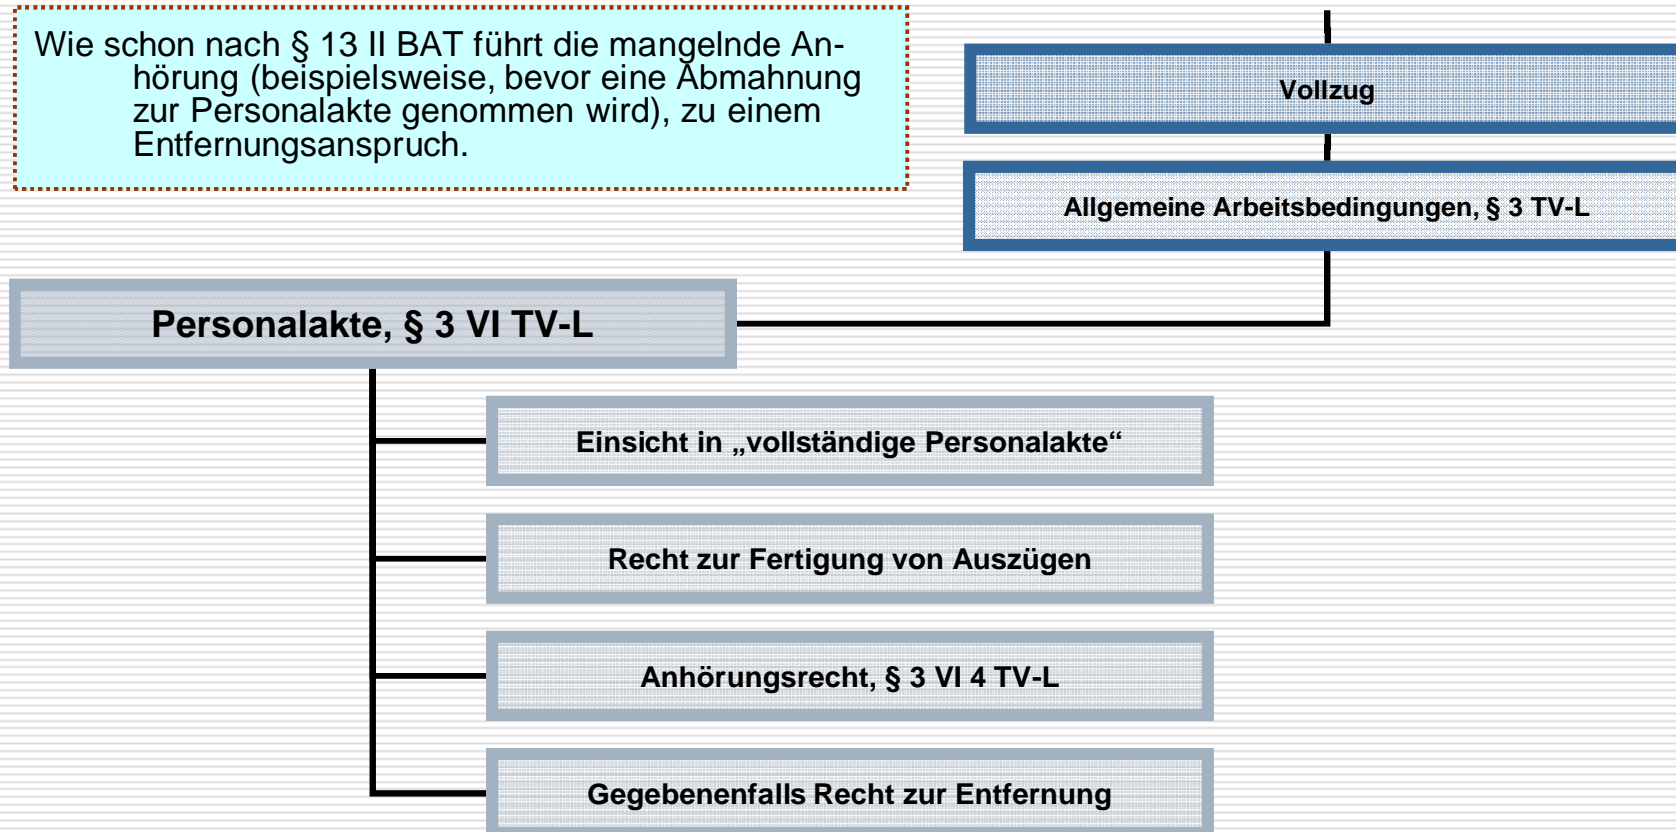 Wie schon nach § 13 II BAT führt die mangelnde An-
hörung (beispielsweise, bevor eine Abmahnung
zur Personalakte genommen wird), zu einem
Entfernungsanspruch.
Vollzug
Allgemeine Arbeitsbedingungen, § 3 TV-L
Personalakte, § 3 VI TV-L
Einsicht in „vollständige Personalakte“
Recht zur Fertigung von Auszügen
Anhörungsrecht, § 3 VI 4 TV-L
Gegebenenfalls Recht zur Entfernung